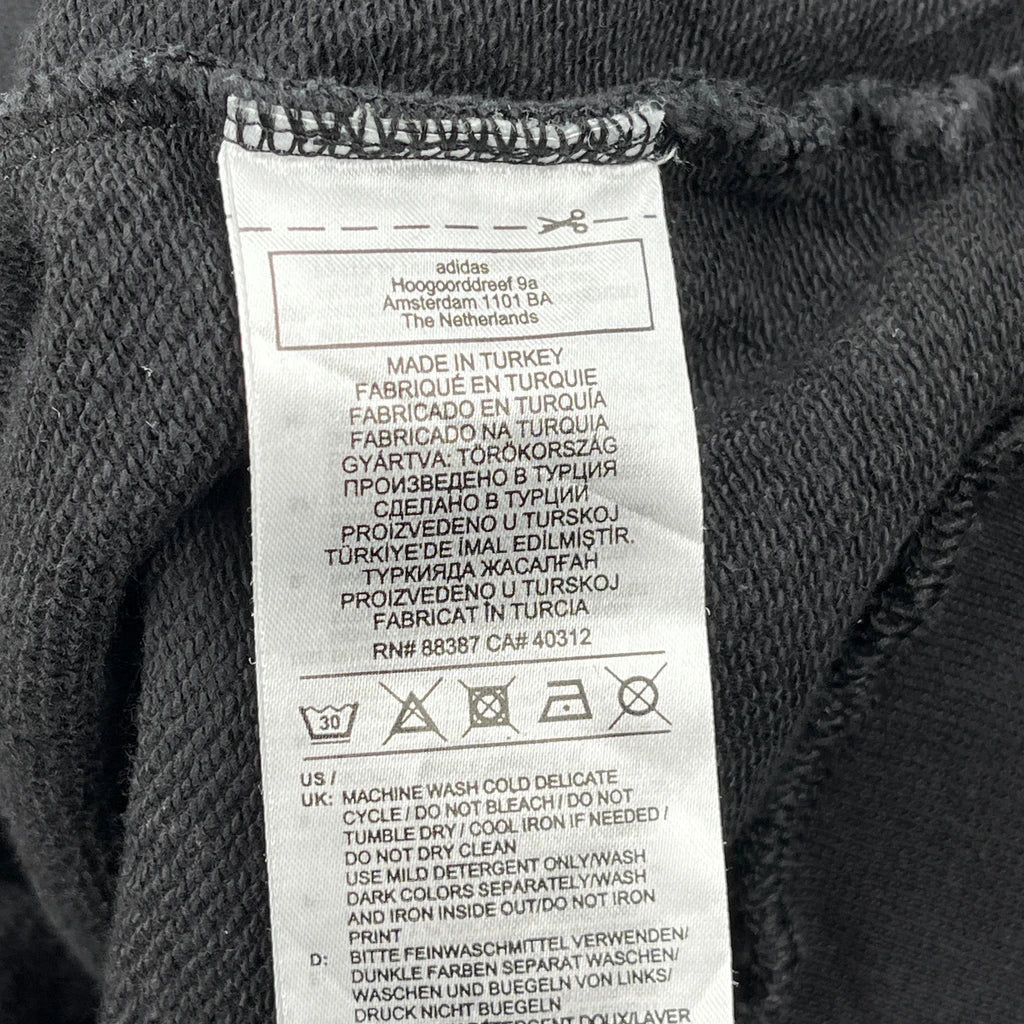 adidas
Hoogoorddreef 9a
Amsterdam 1101 BA
The Netherlands
MADE IN TURKEY
FABRIQUÉ EN TURQUIE
FABRICADO EN TURQUÍA
FABRICADO NA TURQUIA
GYÁRTVA: TÖRÖKORSZÁG
ПРОИЗВЕДЕНО В ТУРЦИЯ
СДЕЛАНО В ТУРЦИИ
PROIZVEDENO U TURSKOJ
TÜRKİYE'DE İMAL EDİLMİŞTİR.
ТУРКИЯДА ЖАСАЛҒАН
PROIZVEDENO U TURSKOJ
FABRICAT ÎN TURCIA
RN# 88387 CA# 40312
30
US /
UK: MACHINE WASH COLD DELICATE
CYCLE / DO NOT BLEACH / DO NOT
TUMBLE DRY / COOL IRON IF NEEDED /
DO NOT DRY CLEAN
USE MILD DETERGENT ONLY/WASH
DARK COLORS SEPARATELY/WASH
AND IRON INSIDE OUT/DO NOT IRON
PRINT
D: BITTE FEINWASCHMITTEL VERWENDEN/
DUNKLE FARBEN SEPARAT WASCHEN/
WASCHEN UND BUEGELN VON LINKS/
DRUCK NICHT BUEGELN
DOUX/LAVER